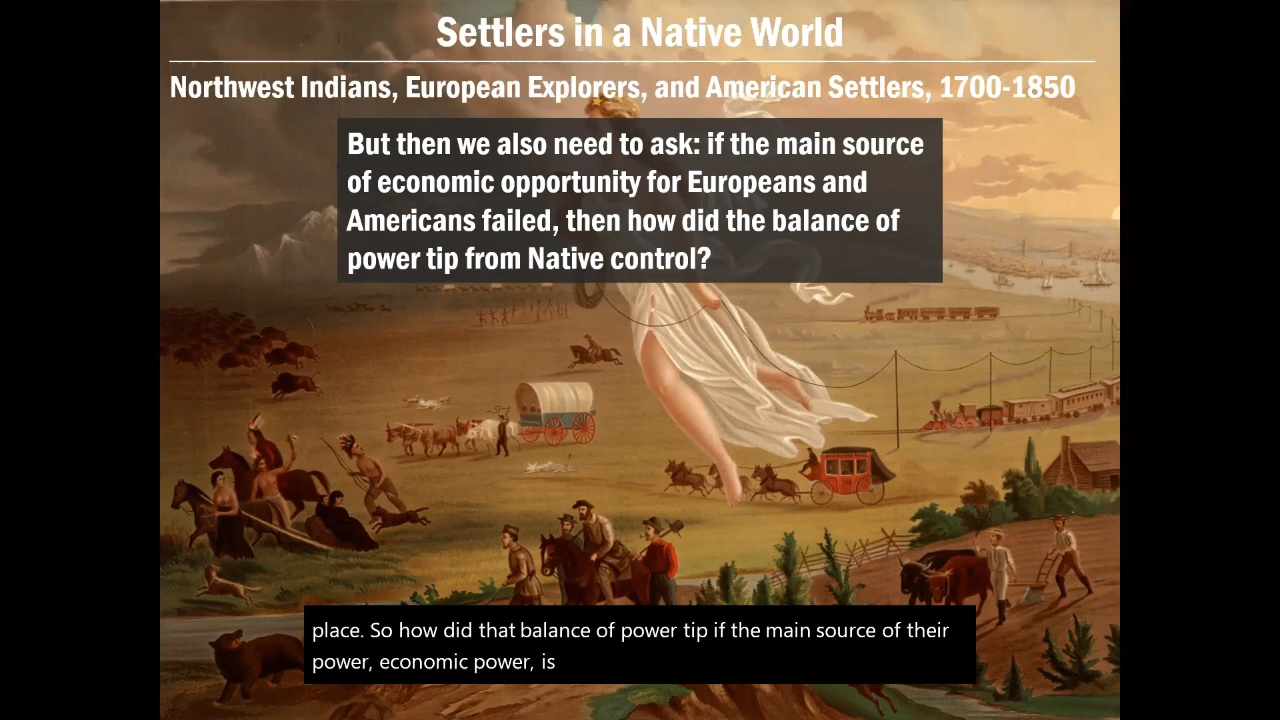 Settlers in a Native World
Northwest Indians, European Explorers, and American Settlers, 1700-1850
But then we also need to ask: if the main source
of economic opportunity for Europeans and
Americans failed, then how did the balance of
power tip from Native control?
place. So how did that balance of power tip if the main source of their
power, economic power, is